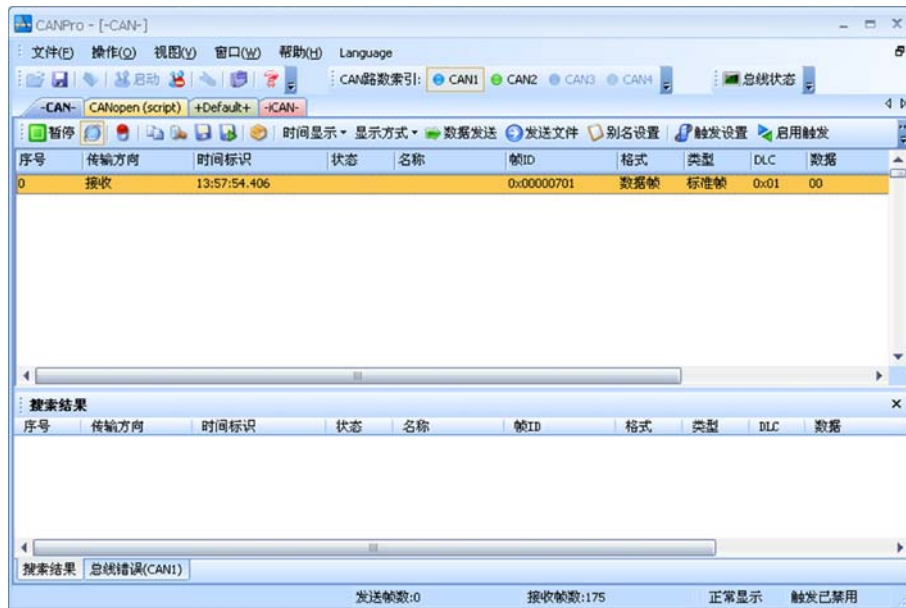 CANPro - [-CAN-]
文件(F) 操作(O) 视图(V) 窗口(W) 帮助(H) Language
启动 CAN路数索引: CAN1 CAN2 CAN3 CAN4 总线状态
-CAN- CANopen (script) +Default+ -iCAN-
暂停 时间显示 显示方式 数据发送 发送文件 别名设置 触发设置 启用触发
序号 传输方向 时间标识 状态 名称 帧ID 格式 类型 DLC 数据
0 接收 13:57:54.406 0x00000701 数据帧 标准帧 0x01 00
搜索结果
序号 传输方向 时间标识 状态 名称 帧ID 格式 类型 DLC 数据
搜索结果 总线错误(CAN1)
发送帧数:0 接收帧数:175 正常显示 触发已禁用